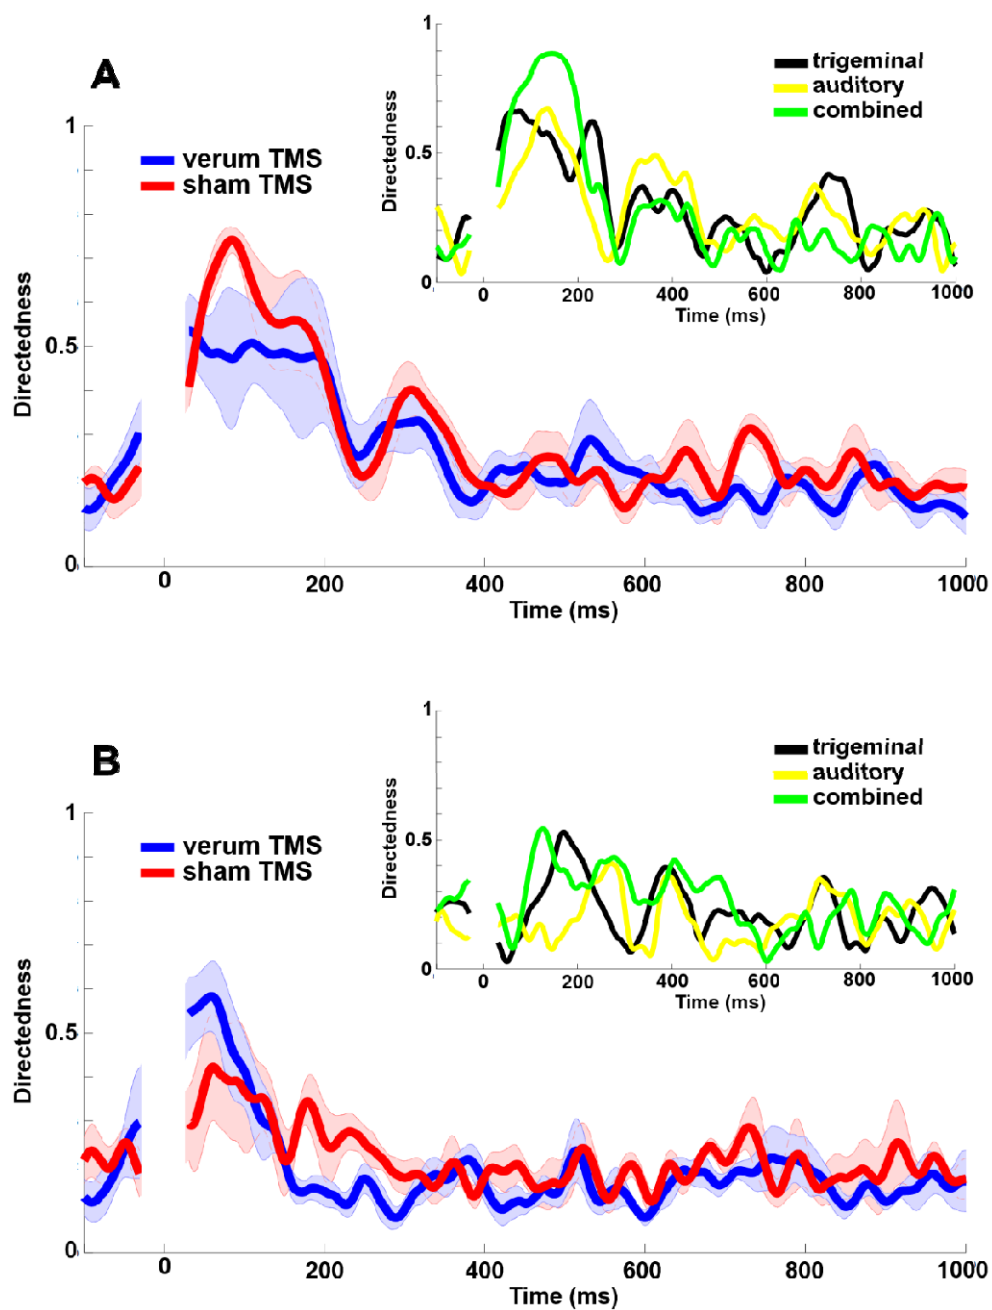 A
1
Directedness
0.5
0
trigeminal
auditory
combined
0
200
400
600
800
1000
Time (ms)
1
verum TMS
sham TMS
Directedness
0.5
0
0
200
400
600
800
1000
Time (ms)
B
1
Directedness
0.5
0
trigeminal
auditory
combined
0
200
400
600
800
1000
Time (ms)
1
verum TMS
sham TMS
Directedness
0.5
0
0
200
400
600
800
1000
Time (ms)